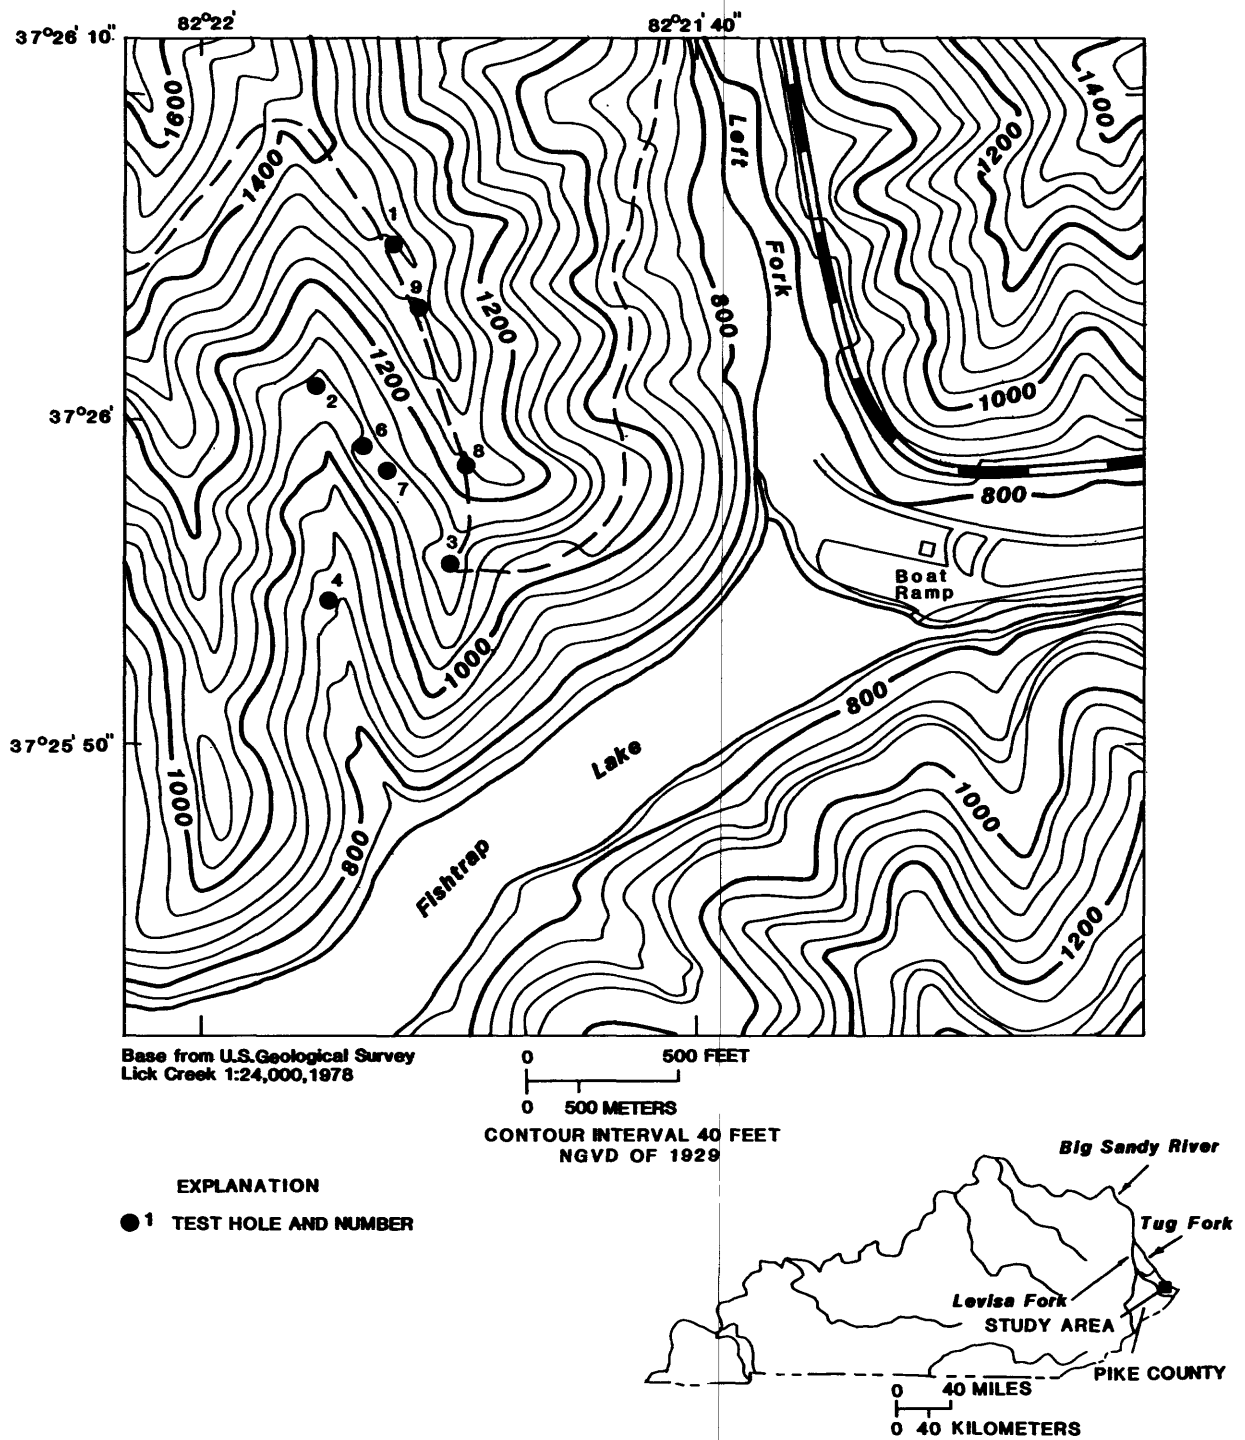 82°22'
82°21' 40"
37°26' 10"
1600
1400
Left
1400
1200
1
Fork
9
1200
800
1200
2
1000
37°26'
6
8
7
800
3
4
Boat
Ramp
1000
800
37°25' 50"
Lake
1000
1000
800
Fishtrap
1200
Base from U.S.Geological Survey
Lick Creek 1:24,000,1978
0 500 FEET
0 500 METERS
CONTOUR INTERVAL 40 FEET
NGVD OF 1929
EXPLANATION
1 TEST HOLE AND NUMBER
Big Sandy River
Tug Fork
Levisa Fork
STUDY AREA
PIKE COUNTY
0 40 MILES
0 40 KILOMETERS